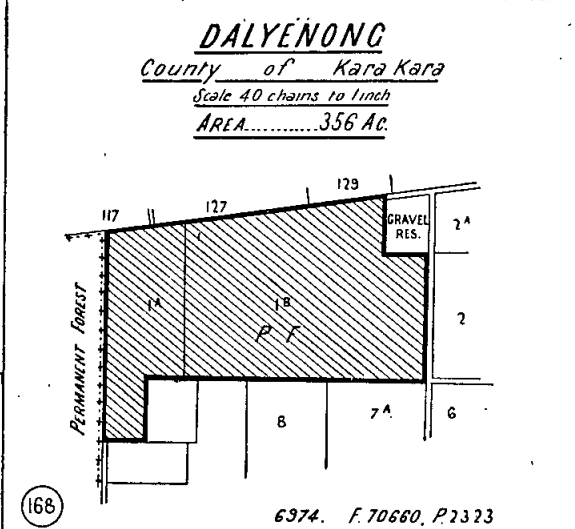 DALYENONG
County of Kara Kara
Scale 40 chains to 1 inch
AREA............356 Ac.
117
127
129
GRAVEL
RES.
2A
1A
1B
P F
2
PERMANENT FOREST
8
7A
6
168
6974. F.70660, P.2323